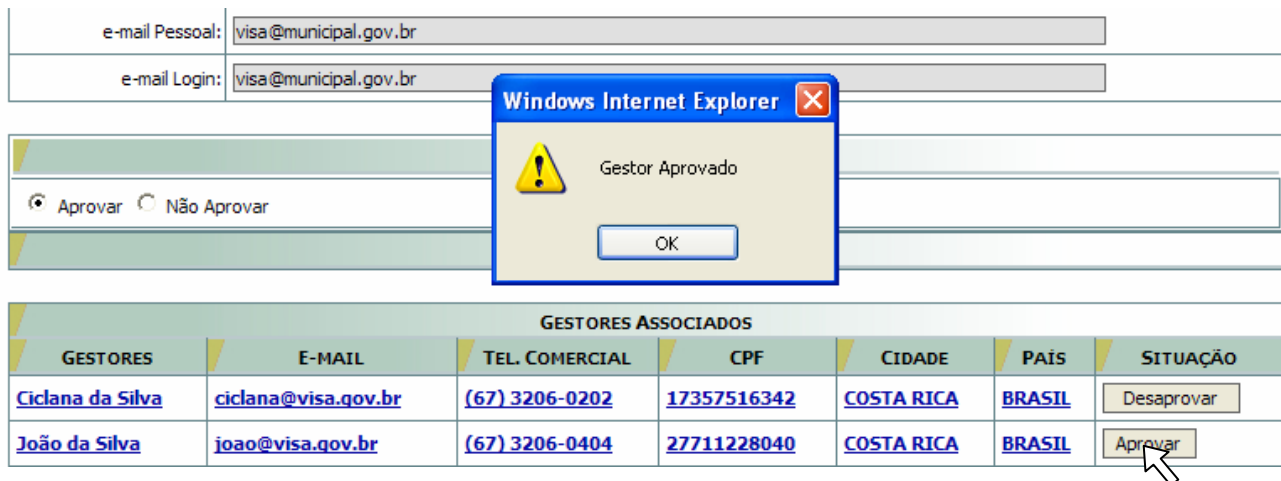 e-mail Pessoal: visa@municipal.gov.br
e-mail Login: visa@municipal.gov.br
Windows Internet Explorer
Gestor Aprovado
OK
Aprovar Não Aprovar
GESTORES ASSOCIADOS
GESTORES E-MAIL TEL. COMERCIAL CPF CIDADE PAÍS SITUAÇÃO
Ciclana da Silva ciclana@visa.gov.br (67) 3206-0202 17357516342 COSTA RICA BRASIL Desaprovar
João da Silva joao@visa.gov.br (67) 3206-0404 27711228040 COSTA RICA BRASIL Aprovar